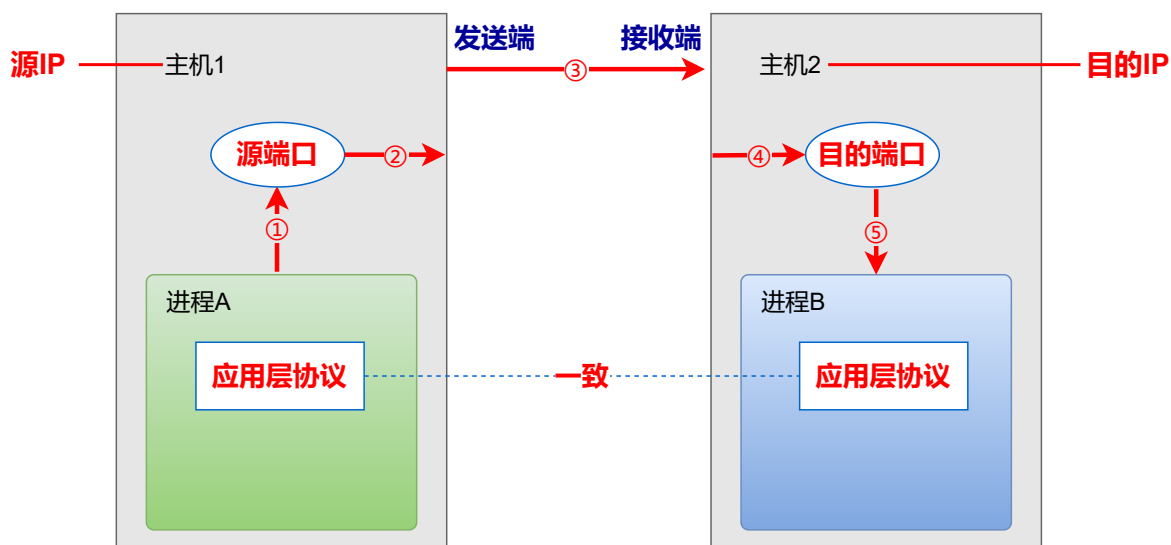 发送端
接收端
源IP
主机1
③
主机2
目的IP
源端口
②
④
目的端口
①
⑤
进程A
进程B
应用层协议
一致
应用层协议